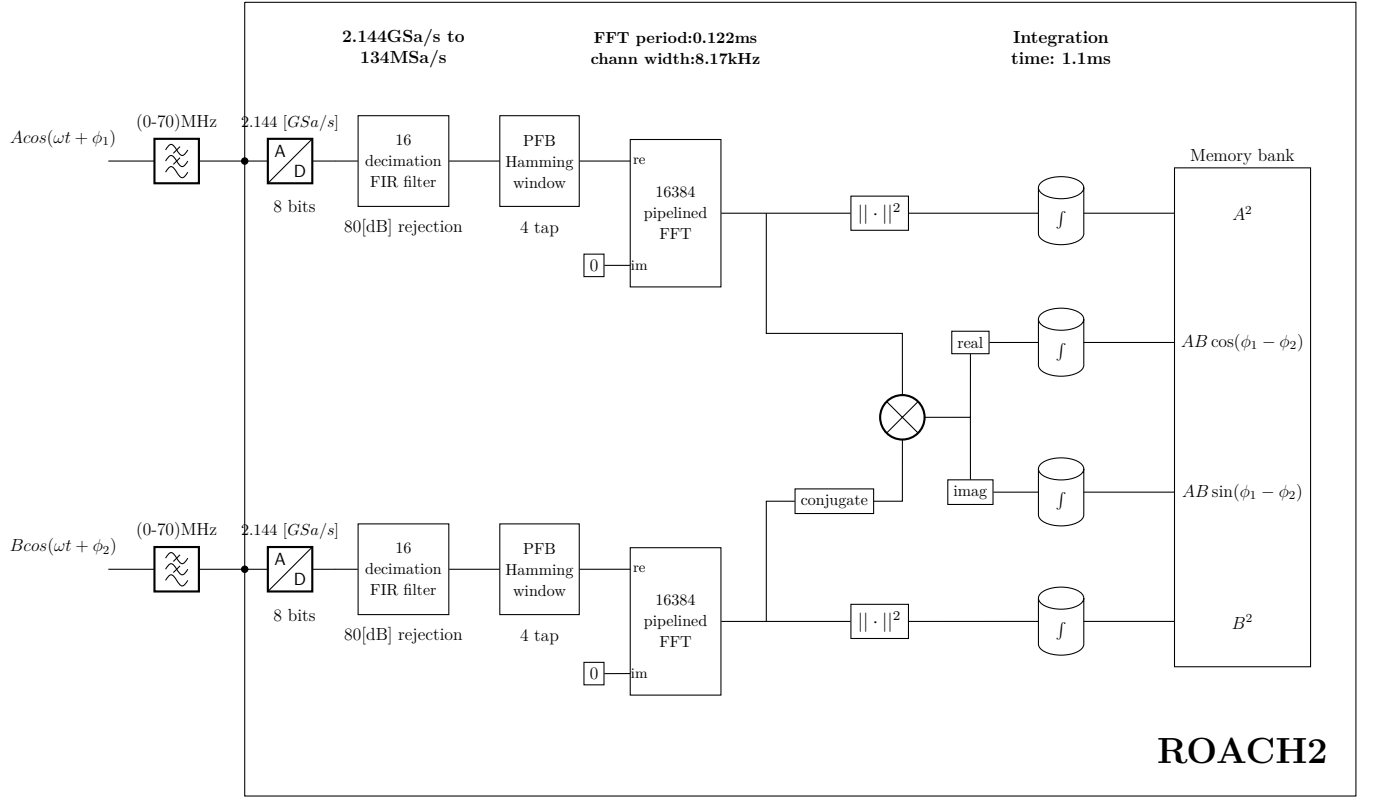 2.144GSa/s to
134MSa/s
FFT period:0.122ms
chann width:8.17kHz
Integration
time: 1.1ms
Acos(ωt + ϕ₁)
(0-70)MHz
2.144 [GSa/s]
A
D
8 bits
16
decimation
FIR filter
80[dB] rejection
PFB
Hamming
window
4 tap
re
16384
pipelined
FFT
0
im
|| · ||²
∫
Memory bank
A²
real
∫
AB cos(ϕ₁ − ϕ₂)
conjugate
imag
∫
AB sin(ϕ₁ − ϕ₂)
Bcos(ωt + ϕ₂)
(0-70)MHz
2.144 [GSa/s]
A
D
8 bits
16
decimation
FIR filter
80[dB] rejection
PFB
Hamming
window
4 tap
re
16384
pipelined
FFT
0
im
|| · ||²
∫
B²
ROACH2